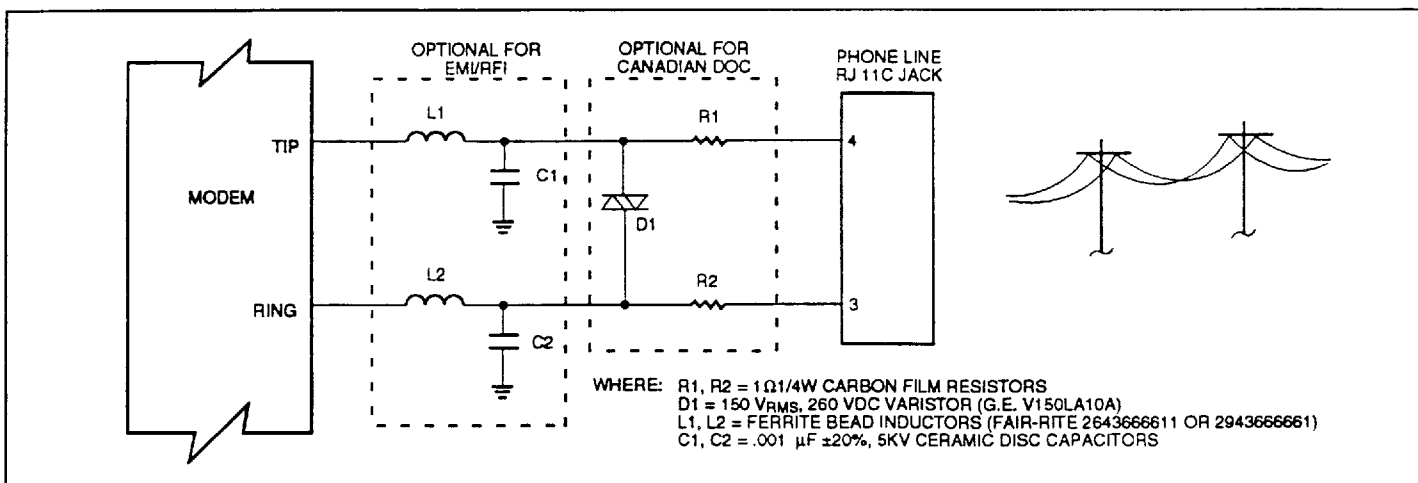 OPTIONAL FOR
EMI/RFI
OPTIONAL FOR
CANADIAN DOC
PHONE LINE
RJ 11C JACK
L1
R1
TIP
4
C1
MODEM
D1
L2
R2
RING
3
C2
WHERE: R1, R2 = 1Ω1/4W CARBON FILM RESISTORS
D1 = 150 VRMS, 260 VDC VARISTOR (G.E. V150LA10A)
L1, L2 = FERRITE BEAD INDUCTORS (FAIR-RITE 2643666611 OR 2943666661)
C1, C2 = .001 µF ±20%, 5KV CERAMIC DISC CAPACITORS